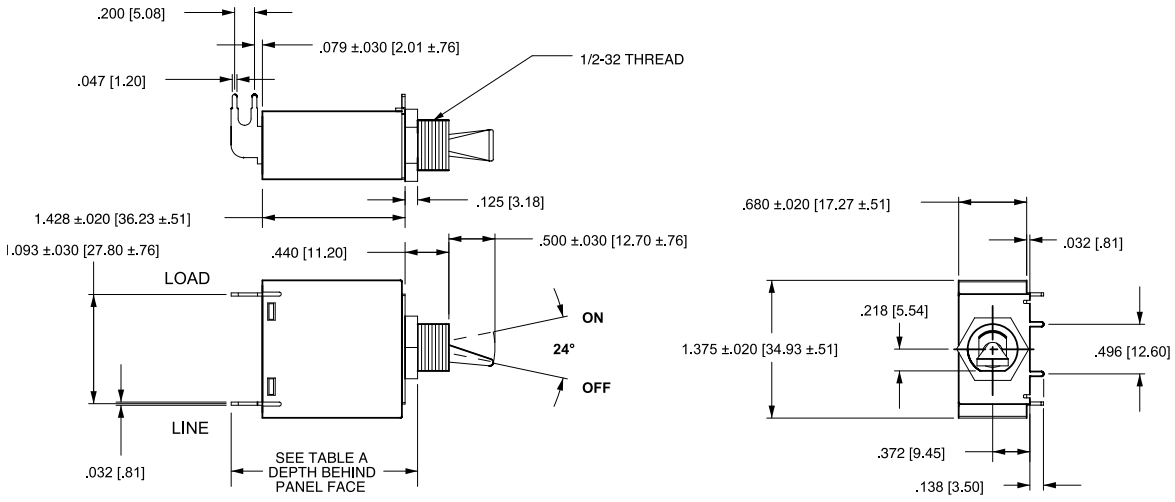 .200 [5.08]
.079 ±.030 [2.01 ±.76]
.047 [1.20]
1/2-32 THREAD
.125 [3.18]
1.428 ±.020 [36.23 ±.51]
1.093 ±.030 [27.80 ±.76]
.440 [11.20]
.500 ±.030 [12.70 ±.76]
LOAD
ON
24°
OFF
LINE
.032 [.81]
SEE TABLE A
DEPTH BEHIND
PANEL FACE
.680 ±.020 [17.27 ±.51]
.032 [.81]
.218 [5.54]
1.375 ±.020 [34.93 ±.51]
.496 [12.60]
.372 [9.45]
.138 [3.50]